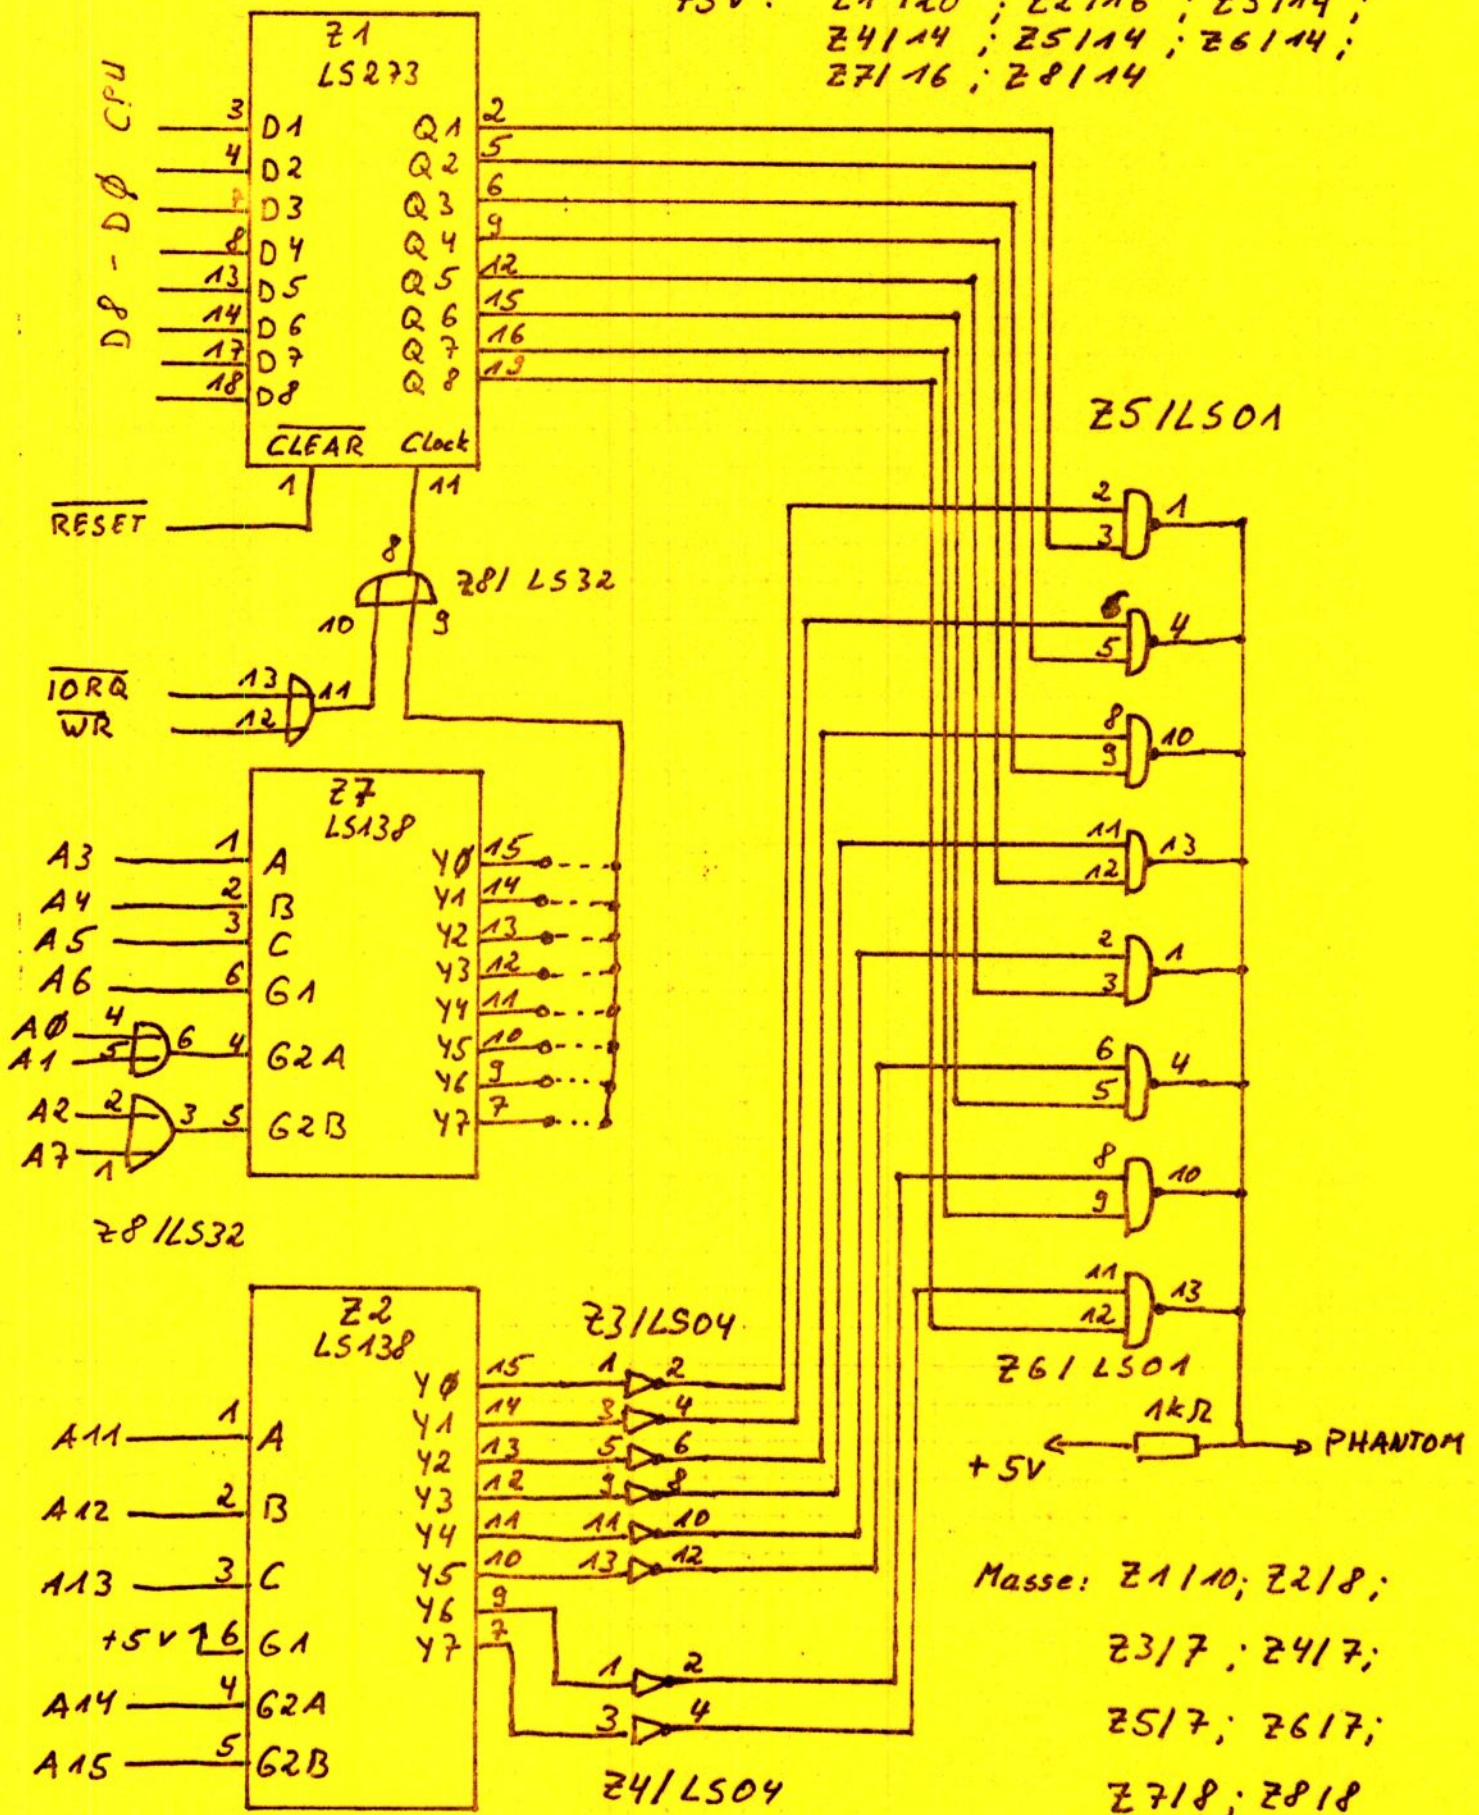 +5V: Z1/20 ; Z2/16 ; Z3/14 ;
Z4/14 ; Z5/14 ; Z6/14 ;
Z7/16 ; Z8/14
Z1
LS273
D8 - DØ CPU
3 D1 Q1 2
4 D2 Q2 5
D3 Q3 6
8 D4 Q4 9
13 D5 Q5 12
14 D6 Q6 15
17 D7 Q7 16
18 D8 Q8 19
CLEAR Clock
1 11
RESET
8
Z8/LS32
10 9
IORQ 13 11
WR 12
Z7
LS138
A3 1 A YØ 15
A4 2 B Y1 14
A5 3 C Y2 13
A6 6 G1 Y3 12
Y4 11
AØ 4 6 4 G2A Y5 10
A1 5 Y6 9
A2 2 3 5 G2B Y7 7
A7 1
Z8/LS32
Z5/LS01
2 1
3
6 4
5
8 10
9
11 13
12
2 1
3
6 4
5
8 10
9
11 13
12
Z6/LS01
1kΩ
+5V PHANTOM
Z2
LS138
Z3/LS04
YØ 15 1 2
A11 1 A Y1 14 3 4
Y2 13 5 6
A12 2 B Y3 12 9 8
Y4 11 11 10
A13 3 C Y5 10 13 12
Y6 9
+5V 6 G1 Y7 7
1 2
A14 4 G2A
3 4
A15 5 G2B
Z4/LS04
Masse: Z1/10; Z2/8;
Z3/7 ; Z4/7;
Z5/7; Z6/7;
Z7/8; Z8/8